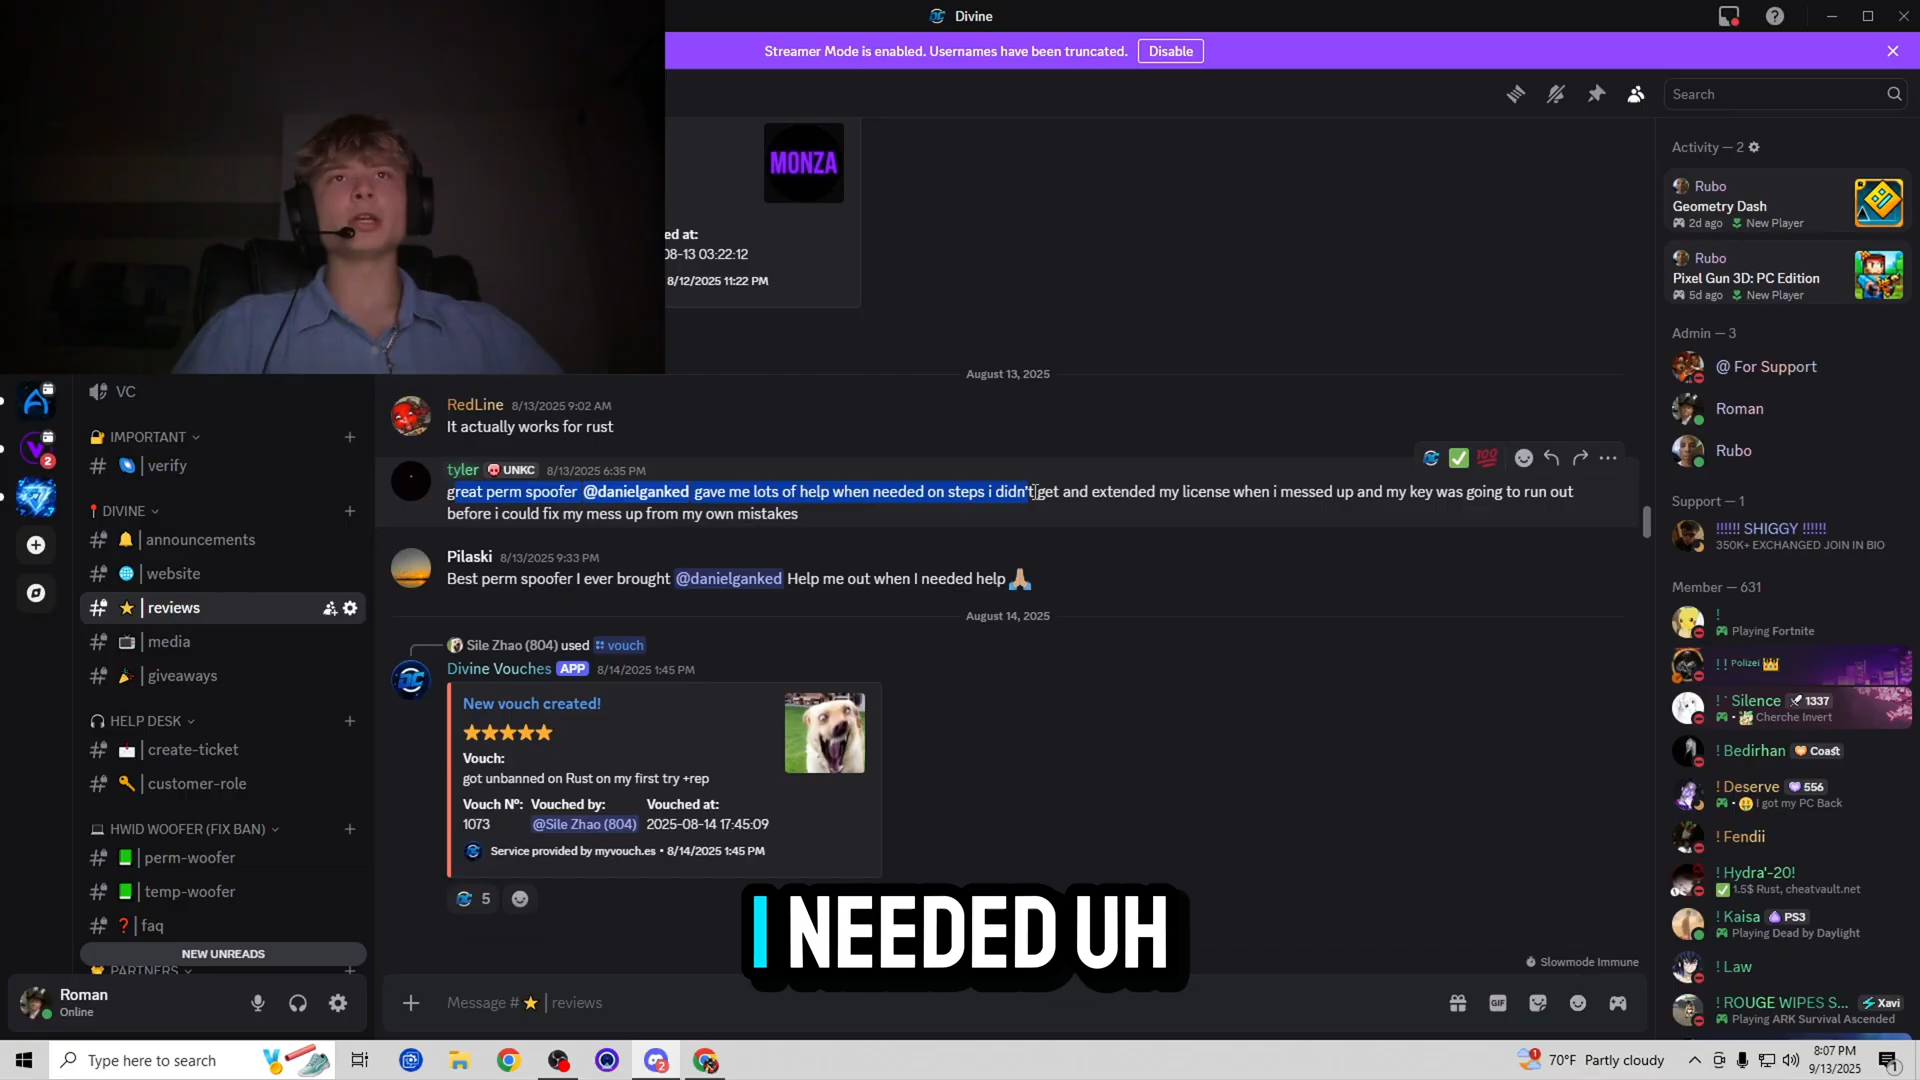 Divine
Streamer Mode is enabled. Usernames have been truncated.
Disable
Search
MONZA
ed at:
08-13 03:22:12
8/12/2025 11:22 PM
August 13, 2025
RedLine 8/13/2025 9:02 AM
It actually works for rust
tyler UNKC 8/13/2025 6:35 PM
great perm spoofer @danielganked gave me lots of help when needed on steps i didn't get and extended my license when i messed up and my key was going to run out
before i could fix my mess up from my own mistakes
Pilaski 8/13/2025 9:33 PM
Best perm spoofer I ever brought @danielganked Help me out when I needed help 🙏🏼
August 14, 2025
Sile Zhao (804) used vouch
Divine Vouches APP 8/14/2025 1:45 PM
New vouch created!
⭐⭐⭐⭐⭐
Vouch:
got unbanned on Rust on my first try +rep
Vouch Nº: Vouched by: Vouched at:
1073 @Sile Zhao (804) 2025-08-14 17:45:09
Service provided by myvouch.es • 8/14/2025 1:45 PM
5
I NEEDED UH
Slowmode Immune
Message # ⭐ | reviews
GIF
VC
IMPORTANT
verify
2
DIVINE
announcements
website
reviews
media
giveaways
HELP DESK
create-ticket
customer-role
HWID WOOFER (FIX BAN)
perm-woofer
temp-woofer
faq
NEW UNREADS
PARTNERS
Roman
Online
Activity — 2
Rubo
Geometry Dash
2d ago New Player
Rubo
Pixel Gun 3D: PC Edition
5d ago New Player
Admin — 3
@ For Support
Roman
Rubo
Support — 1
!!!!!! SHIGGY !!!!!!
350K+ EXCHANGED JOIN IN BIO
Member — 631
!
Playing Fortnite
! ! Polizei
! ` Silence 1337
Cherche Invert
! Bedirhan Coast
! Deserve 556
I got my PC Back
! Fendii
! Hydra'-20!
1.5$ Rust, cheatvault.net
! Kaisa PS3
Playing Dead by Daylight
! Law
! ROUGE WIPES S... Xavi
Playing ARK Survival Ascended
Type here to search
2
1
70°F Partly cloudy
8:07 PM
9/13/2025
1